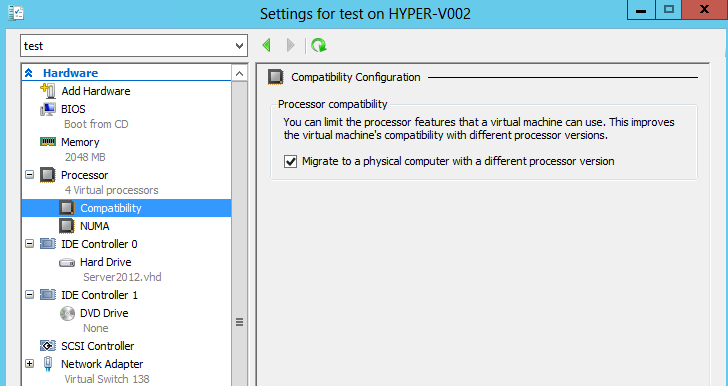 Settings for test on HYPER-V002
test
Hardware
Add Hardware
BIOS
Boot from CD
Memory
2048 MB
Processor
4 Virtual processors
Compatibility
NUMA
IDE Controller 0
Hard Drive
Server2012.vhd
IDE Controller 1
DVD Drive
None
SCSI Controller
Network Adapter
Virtual Switch 138
Compatibility Configuration
Processor compatibility
You can limit the processor features that a virtual machine can use. This improves
the virtual machine's compatibility with different processor versions.
Migrate to a physical computer with a different processor version